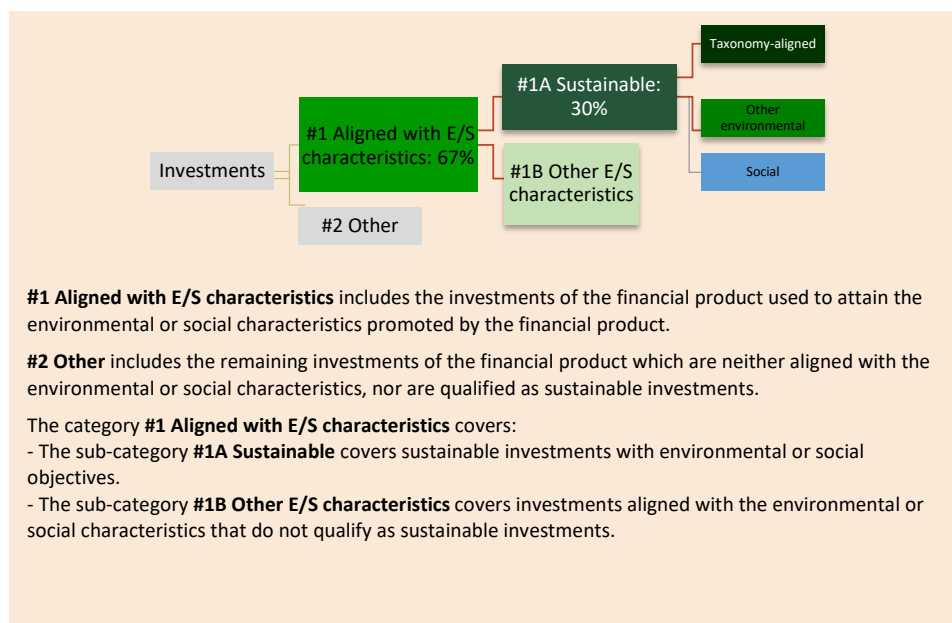 Taxonomy-aligned
#1A Sustainable:
30%
#1 Aligned with E/S
characteristics: 67%
Other
environmental
Investments
#1B Other E/S
characteristics
Social
#2 Other
#1 Aligned with E/S characteristics includes the investments of the financial product used to attain the
environmental or social characteristics promoted by the financial product.
#2 Other includes the remaining investments of the financial product which are neither aligned with the
environmental or social characteristics, nor are qualified as sustainable investments.
The category #1 Aligned with E/S characteristics covers:
- The sub-category #1A Sustainable covers sustainable investments with environmental or social
objectives.
- The sub-category #1B Other E/S characteristics covers investments aligned with the environmental or
social characteristics that do not qualify as sustainable investments.